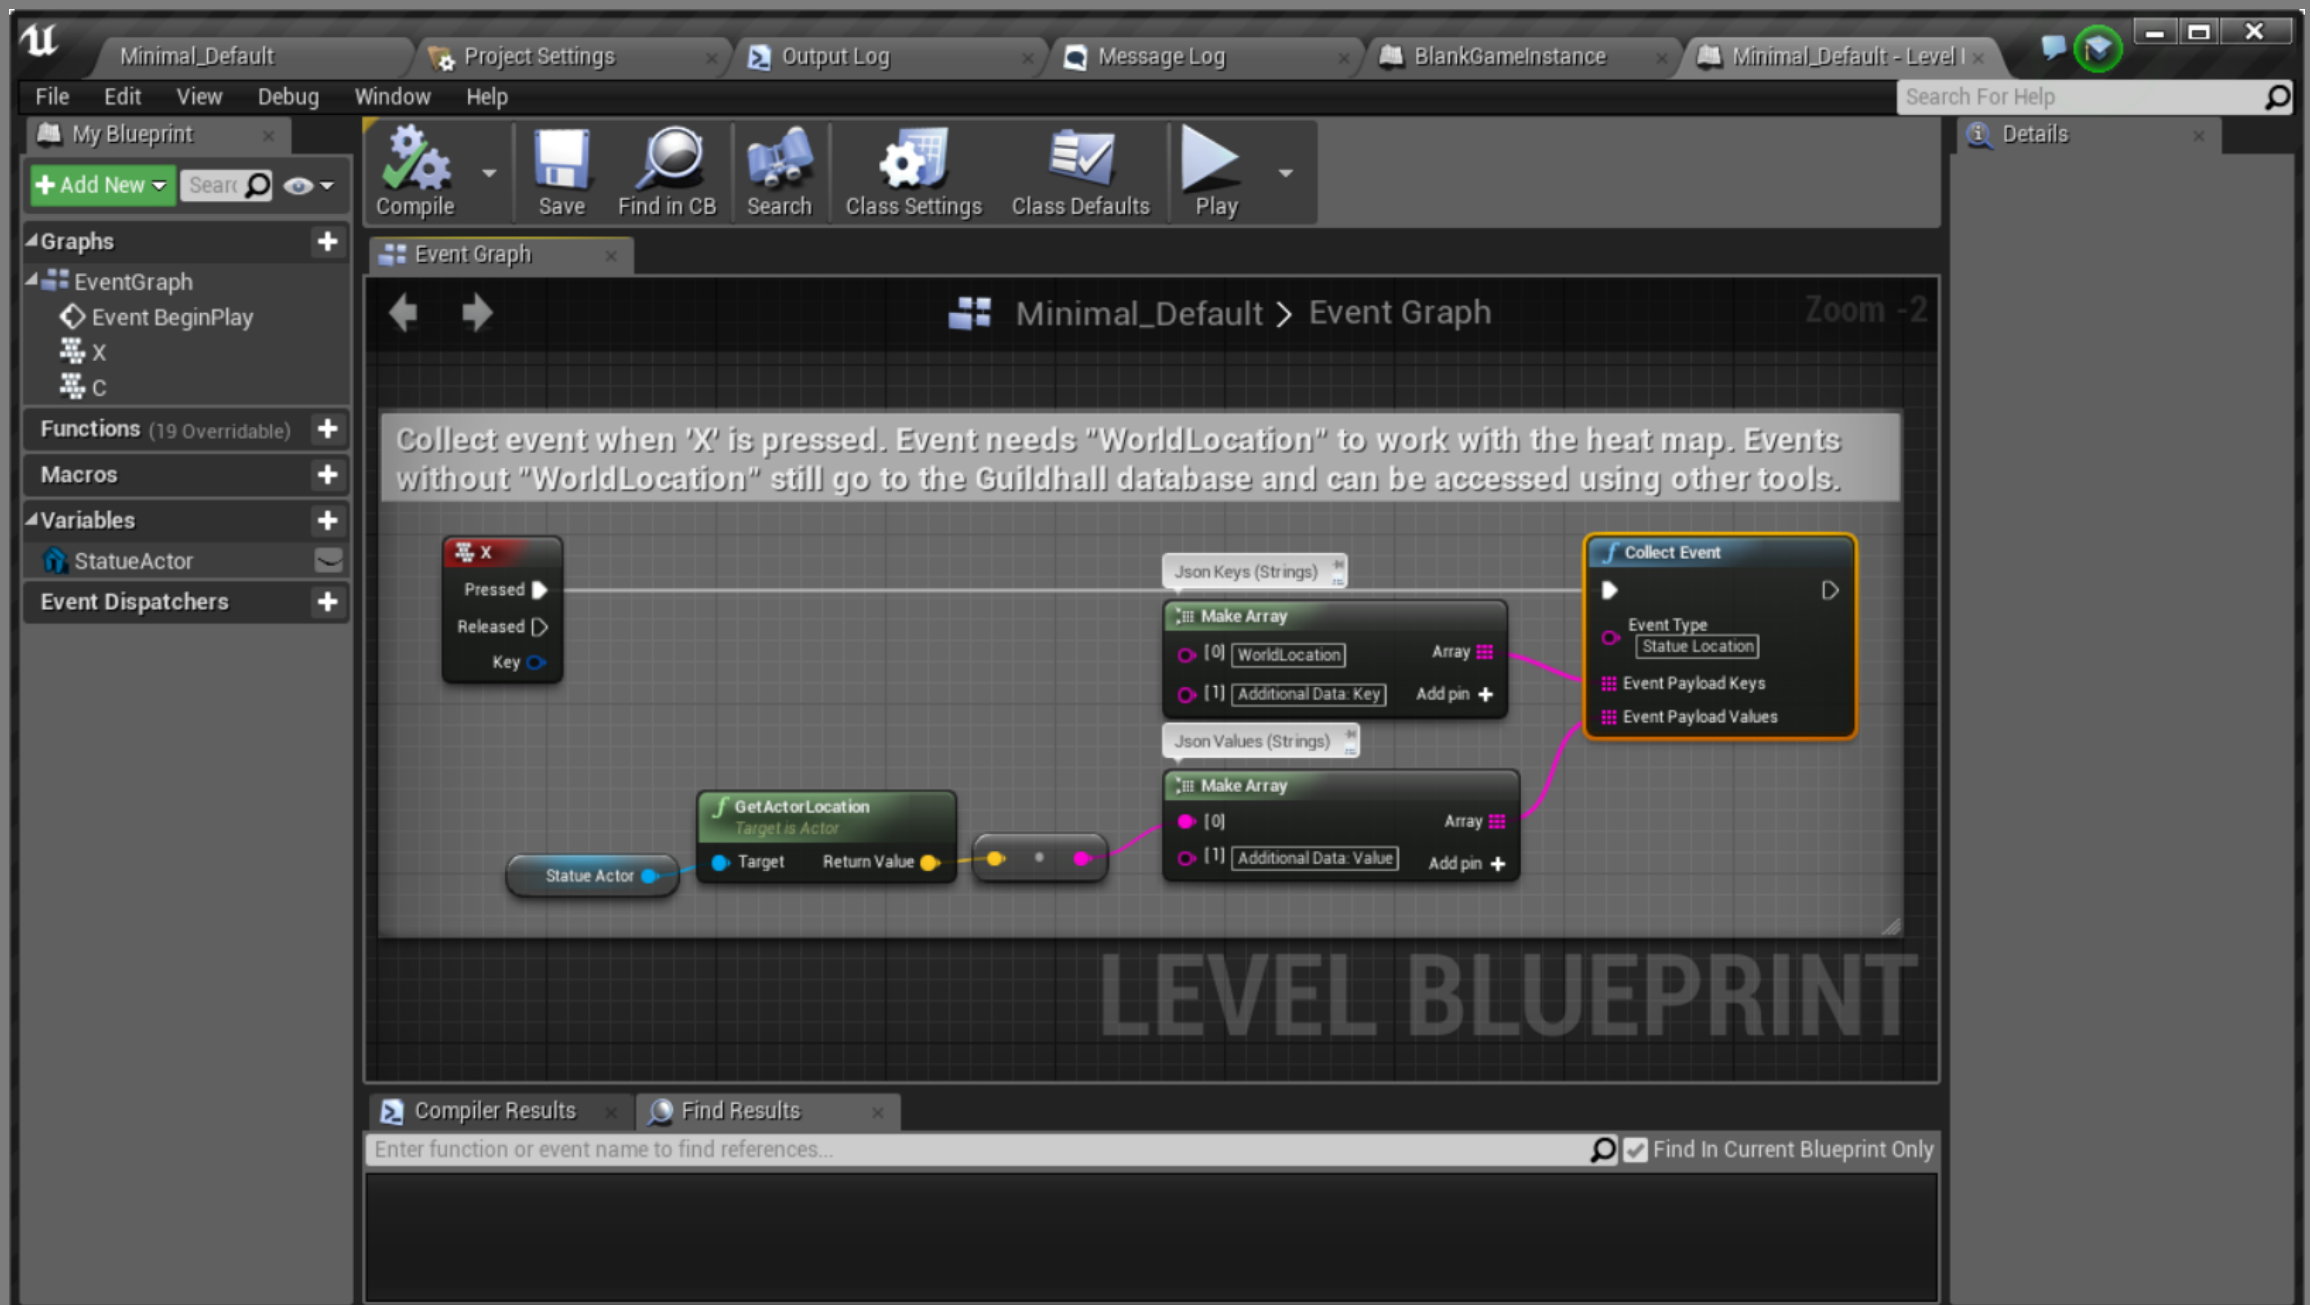 Minimal_Default
Project Settings
Output Log
Message Log
BlankGameInstance
Minimal_Default - Level
File Edit View Debug Window Help
Search For Help
My Blueprint
Add New
Sear
Compile
Save
Find in CB
Search
Class Settings
Class Defaults
Play
Details
Graphs
EventGraph
Event BeginPlay
X
C
Functions (19 Overridable)
Macros
Variables
StatueActor
Event Dispatchers
Event Graph
Minimal_Default > Event Graph
Zoom -2
Collect event when 'X' is pressed. Event needs "WorldLocation" to work with the heat map. Events
without "WorldLocation" still go to the Guildhall database and can be accessed using other tools.
X
Pressed
Released
Key
Json Keys (Strings)
Make Array
[0] WorldLocation Array
[1] Additional Data: Key Add pin
Json Values (Strings)
Make Array
[0] Array
[1] Additional Data: Value Add pin
Collect Event
Event Type
Statue Location
Event Payload Keys
Event Payload Values
GetActorLocation
Target is Actor
Target Return Value
Statue Actor
LEVEL BLUEPRINT
Compiler Results
Find Results
Enter function or event name to find references...
Find In Current Blueprint Only